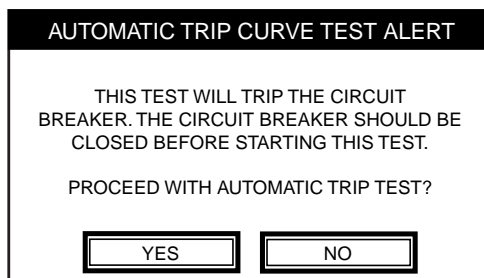 AUTOMATIC TRIP CURVE TEST ALERT
THIS TEST WILL TRIP THE CIRCUIT
BREAKER. THE CIRCUIT BREAKER SHOULD BE
CLOSED BEFORE STARTING THIS TEST.
PROCEED WITH AUTOMATIC TRIP TEST?
YES NO